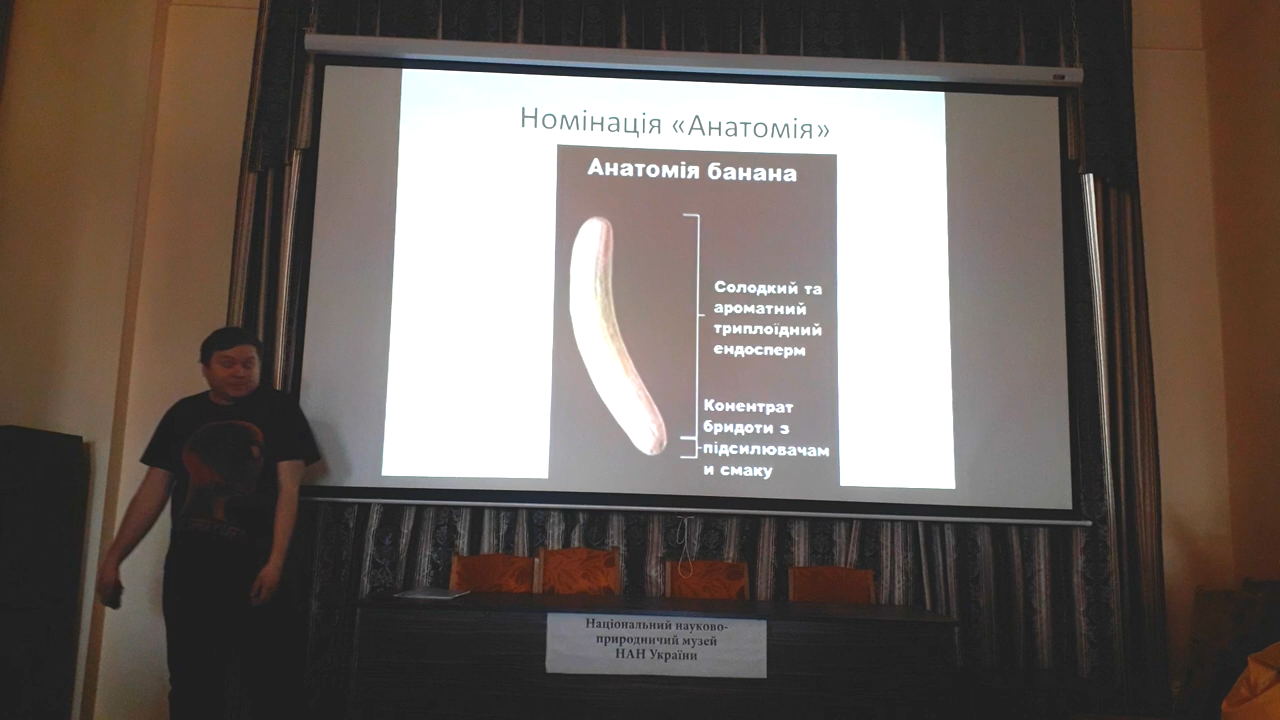 Номінація «Анатомія»
Анатомія банана
Солодкий та
ароматний
триплоїдний
ендосперм
Конентрат
бридоти з
підсилювачам
и смаку
Національний науково-
природничий музей
НАН України